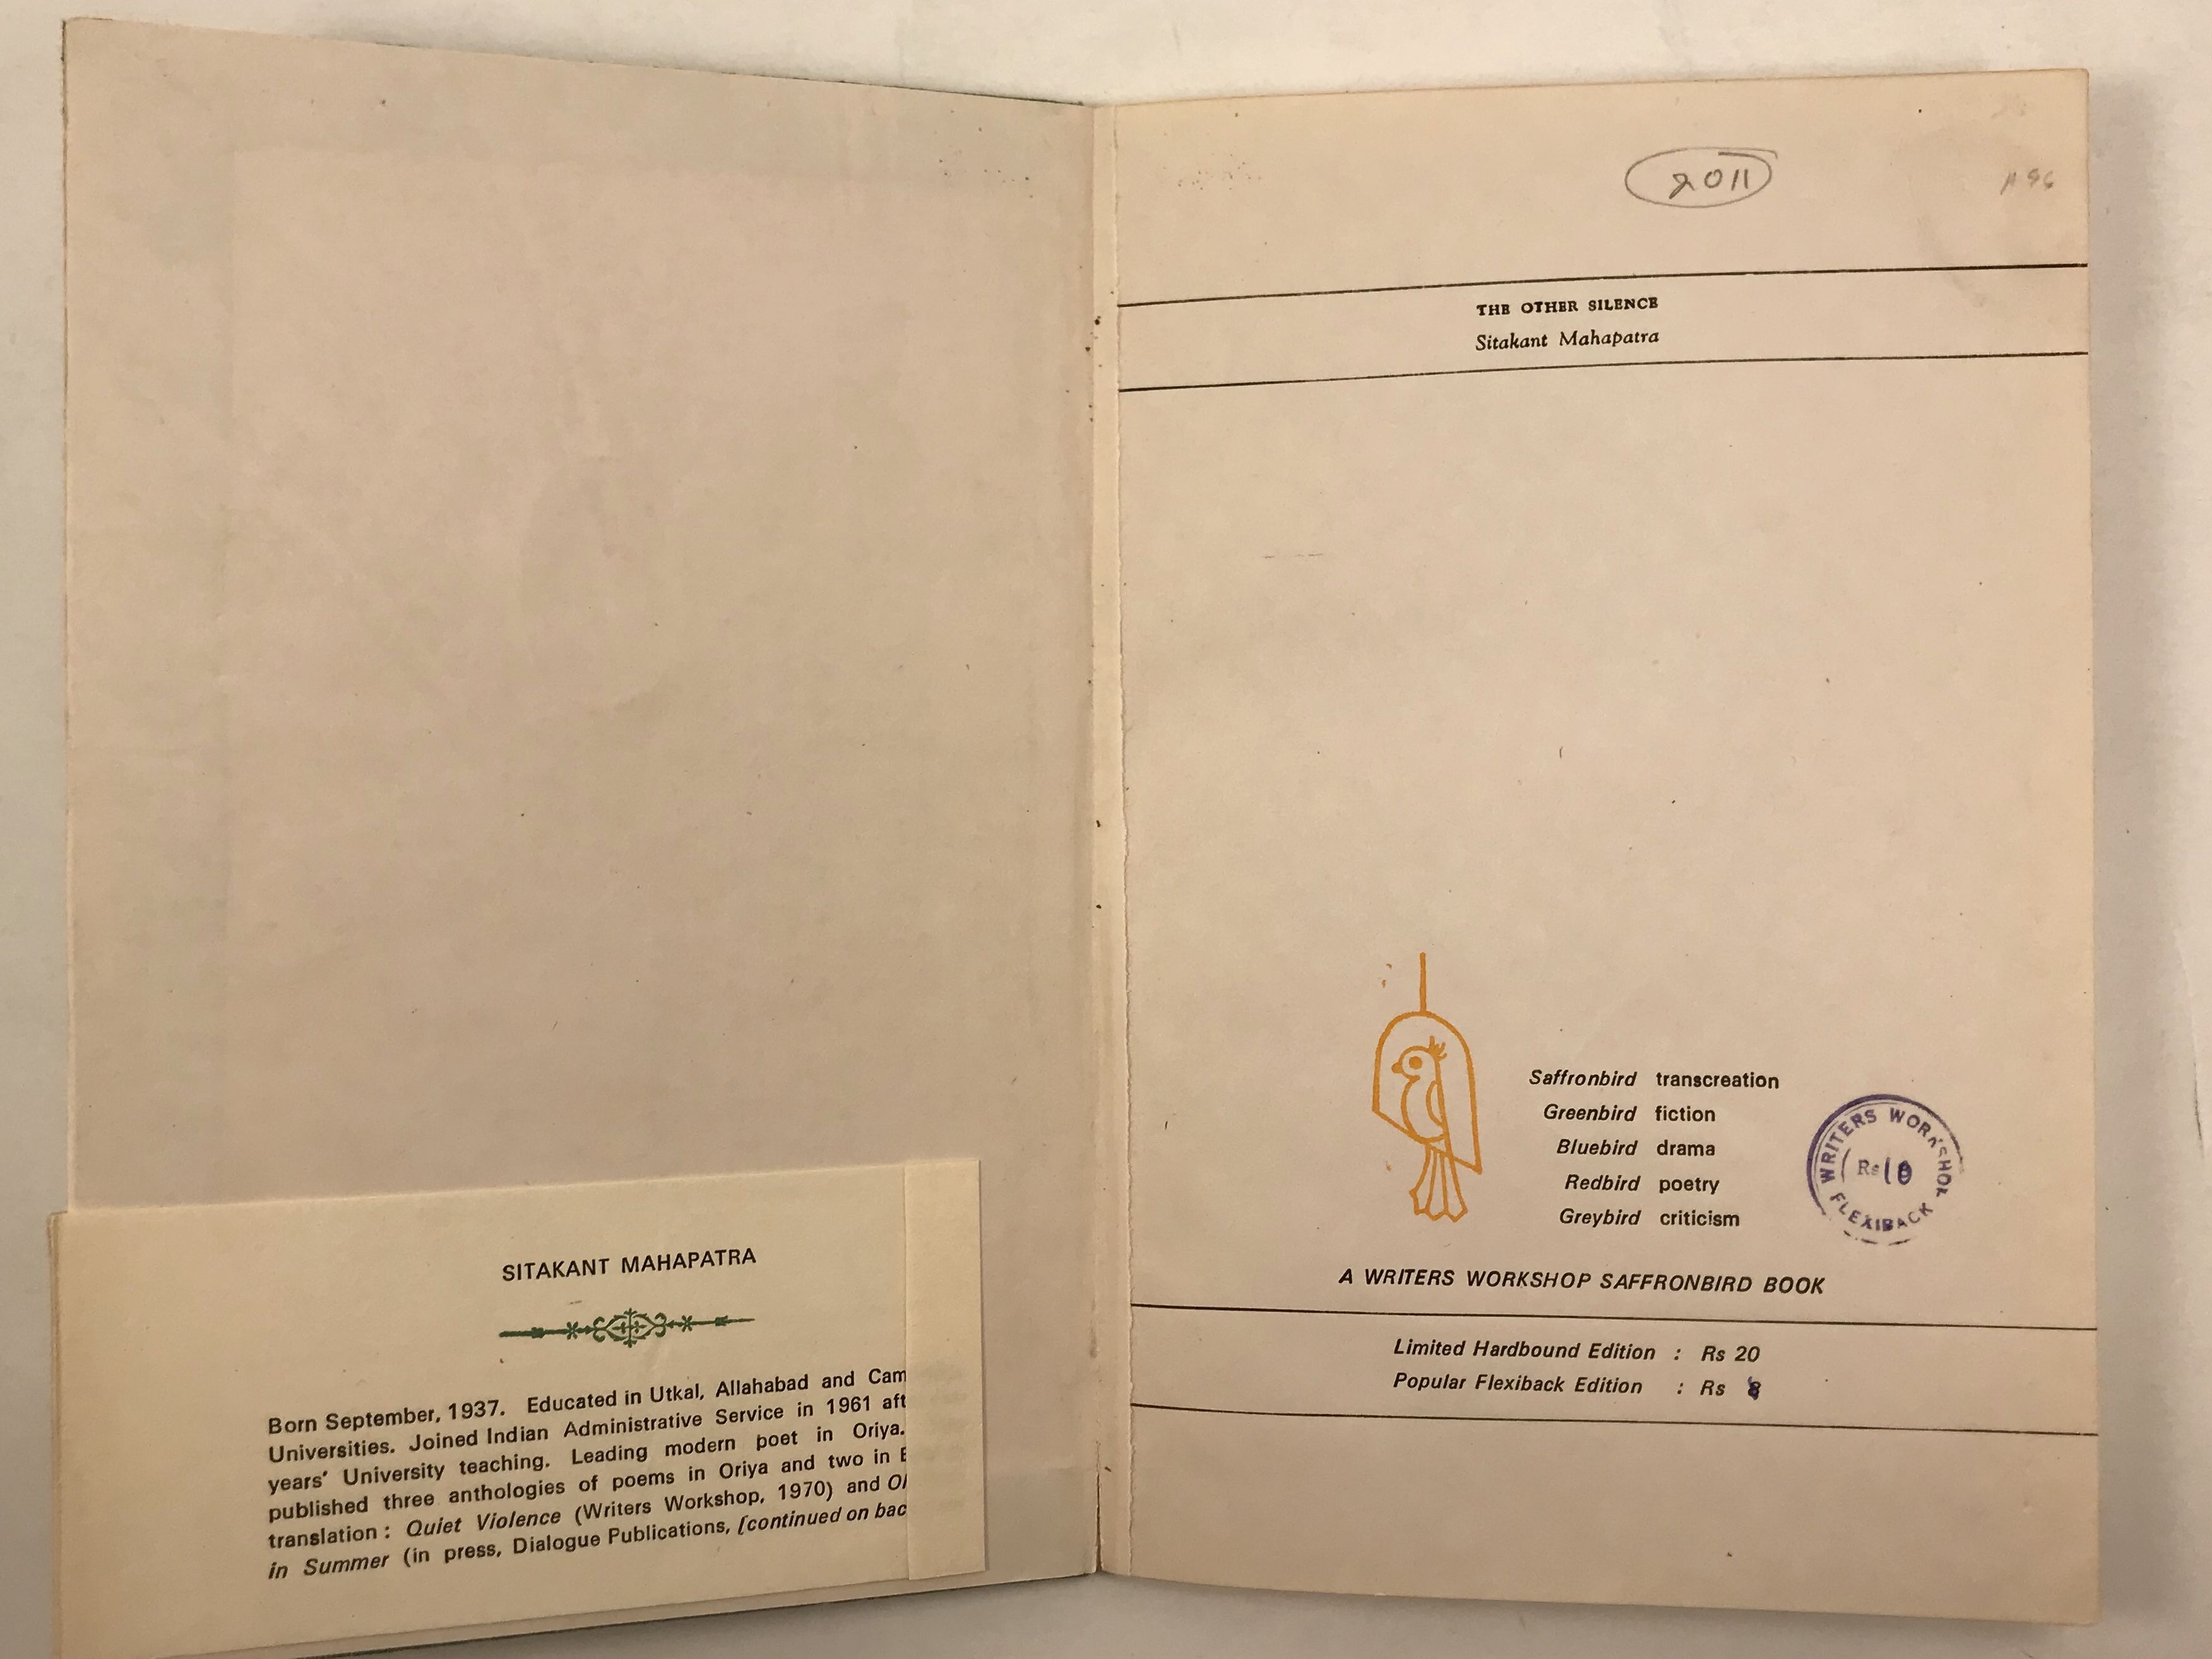 SITAKANT MAHAPATRA
Born September, 1937. Educated in Utkal, Allahabad and Cam
Universities. Joined Indian Administrative Service in 1961 aft
years' University teaching. Leading modern poet in Oriya.
published three anthologies of poems in Oriya and two in E
translation : Quiet Violence (Writers Workshop, 1970) and Ol
in Summer (in press, Dialogue Publications, [continued on bac
THE OTHER SILENCE
Sitakant Mahapatra
Saffronbird transcreation
Greenbird fiction
Bluebird drama
Redbird poetry
Greybird criticism
WRITERS WORKSHOP
Rs 10
FLEXIBACK
A WRITERS WORKSHOP SAFFRONBIRD BOOK
Limited Hardbound Edition : Rs 20
Popular Flexiback Edition : Rs